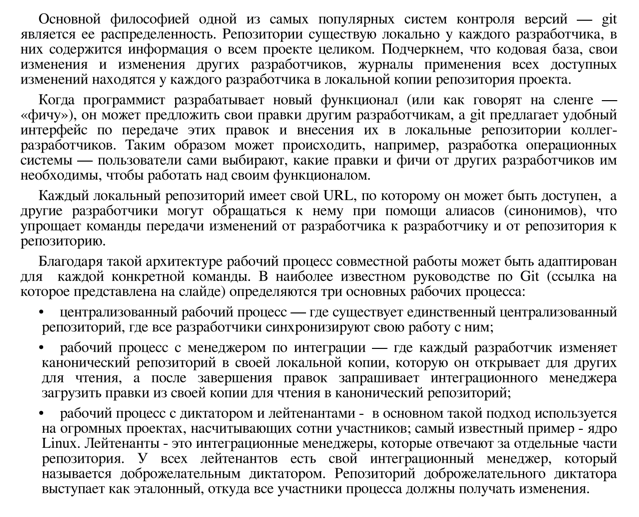 Основной философией одной из самых популярных систем контроля версий — git
является ее распределенность. Репозитории существую локально у каждого разработчика, в
них содержится информация о всем проекте целиком. Подчеркнем, что кодовая база, свои
изменения и изменения других разработчиков, журналы применения всех доступных
изменений находятся у каждого разработчика в локальной копии репозитория проекта.
Когда программист разрабатывает новый функционал (или как говорят на сленге —
«фичу»), он может предложить свои правки другим разработчикам, а git предлагает удобный
интерфейс по передаче этих правок и внесения их в локальные репозитории коллег-
разработчиков. Таким образом может происходить, например, разработка операционных
системы — пользователи сами выбирают, какие правки и фичи от других разработчиков им
необходимы, чтобы работать над своим функционалом.
Каждый локальный репозиторий имеет свой URL, по которому он может быть доступен, а
другие разработчики могут обращаться к нему при помощи алиасов (синонимов), что
упрощает команды передачи изменений от разработчика к разработчику и от репозитория к
репозиторию.
Благодаря такой архитектуре рабочий процесс совместной работы может быть адаптирован
для каждой конкретной команды. В наиболее известном руководстве по Git (ссылка на
которое представлена на слайде) определяются три основных рабочих процесса:
• централизованный рабочий процесс — где существует единственный централизованный
репозиторий, где все разработчики синхронизируют свою работу с ним;
• рабочий процесс с менеджером по интеграции — где каждый разработчик изменяет
канонический репозиторий в своей локальной копии, которую он открывает для других
для чтения, а после завершения правок запрашивает интеграционного менеджера
загрузить правки из своей копии для чтения в канонический репозиторий;
• рабочий процесс с диктатором и лейтенантами - в основном такой подход используется
на огромных проектах, насчитывающих сотни участников; самый известный пример - ядро
Linux. Лейтенанты - это интеграционные менеджеры, которые отвечают за отдельные части
репозитория. У всех лейтенантов есть свой интеграционный менеджер, который
называется доброжелательным диктатором. Репозиторий доброжелательного диктатора
выступает как эталонный, откуда все участники процесса должны получать изменения.